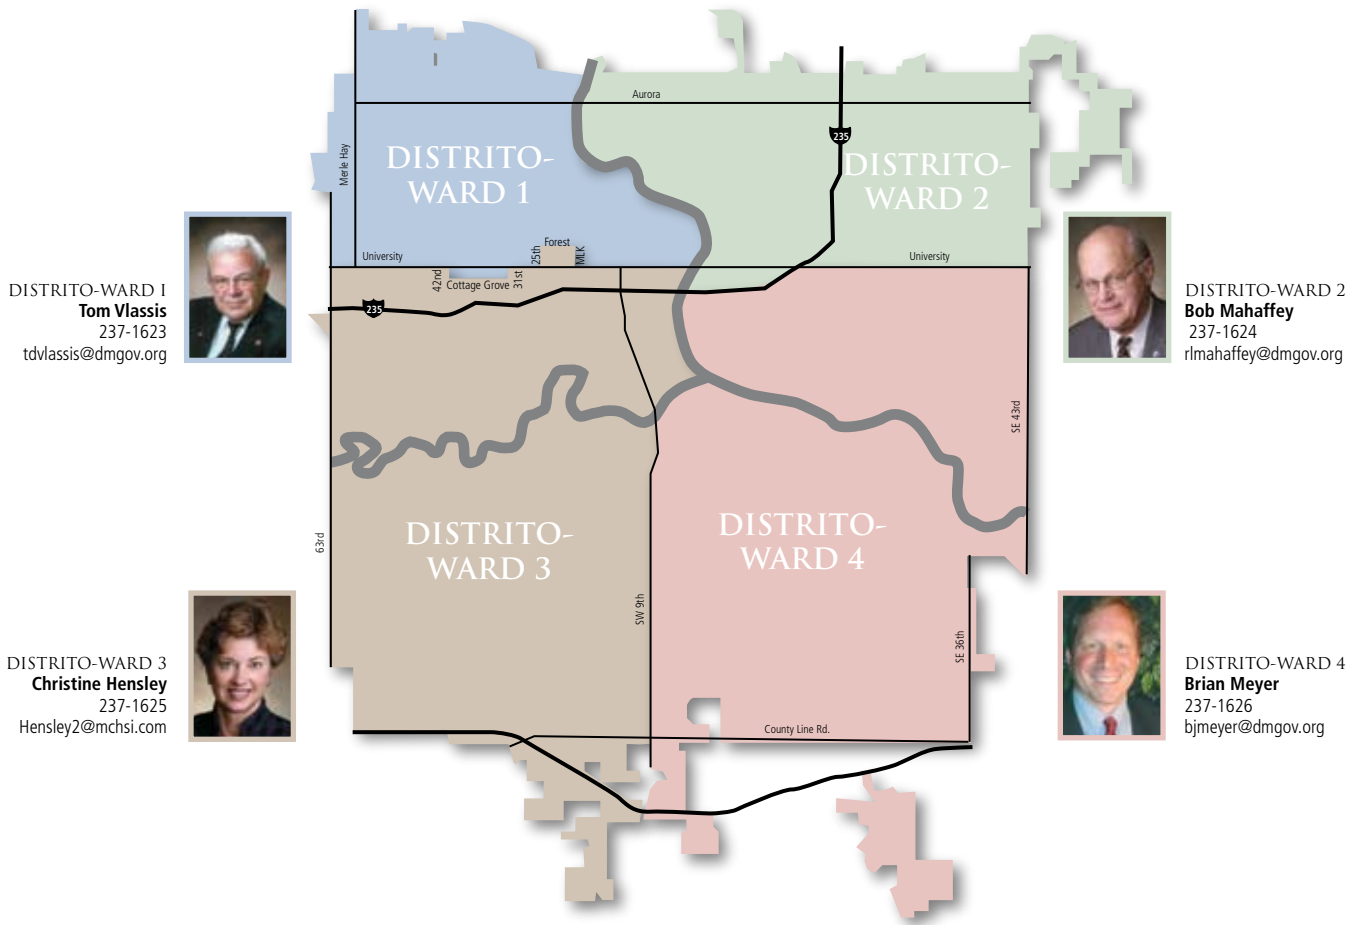 Aurora
Merle Hay
235
DISTRITO-
WARD 1
DISTRITO-
WARD 2
Forest
25th
MLK
University
University
42nd
Cottage Grove
31st
235
DISTRITO-WARD 1
Tom Vlassis
237-1623
tdvlassis@dmgov.org
DISTRITO-WARD 2
Bob Mahaffey
237-1624
rlmahaffey@dmgov.org
SE 43rd
63rd
DISTRITO-
WARD 3
DISTRITO-
WARD 4
SW 9th
SE 36th
DISTRITO-WARD 3
Christine Hensley
237-1625
Hensley2@mchsi.com
DISTRITO-WARD 4
Brian Meyer
237-1626
bjmeyer@dmgov.org
County Line Rd.